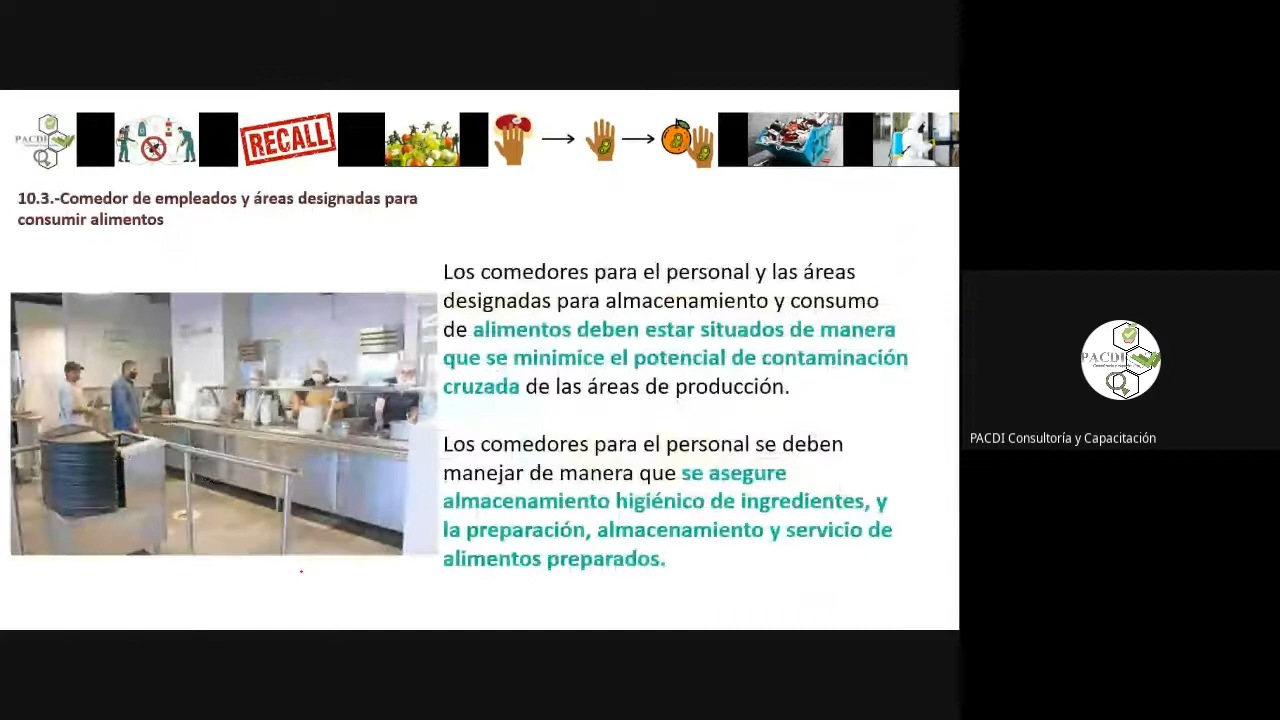 PACDI
RECALL
10.3.-Comedor de empleados y áreas designadas para
consumir alimentos
Los comedores para el personal y las áreas
designadas para almacenamiento y consumo
de alimentos deben estar situados de manera
que se minimice el potencial de contaminación
cruzada de las áreas de producción.
Los comedores para el personal se deben
manejar de manera que se asegure
almacenamiento higiénico de ingredientes, y
la preparación, almacenamiento y servicio de
alimentos preparados.
PACDI
PACDI Consultoría y Capacitación